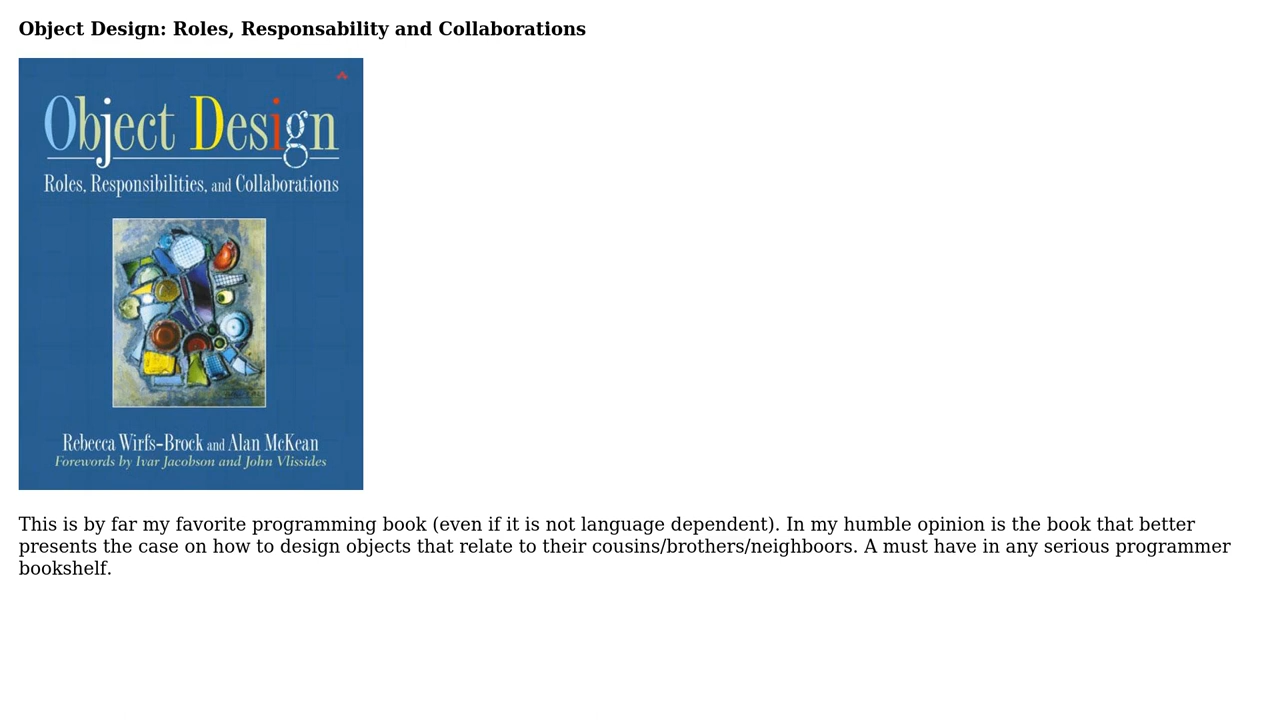 Object Design: Roles, Responsability and Collaborations
Object Design
Roles, Responsibilities, and Collaborations
Rebecca Wirfs-Brock and Alan McKean
Forewords by Ivar Jacobson and John Vlissides
This is by far my favorite programming book (even if it is not language dependent). In my humble opinion is the book that better
presents the case on how to design objects that relate to their cousins/brothers/neighboors. A must have in any serious programmer
bookshelf.